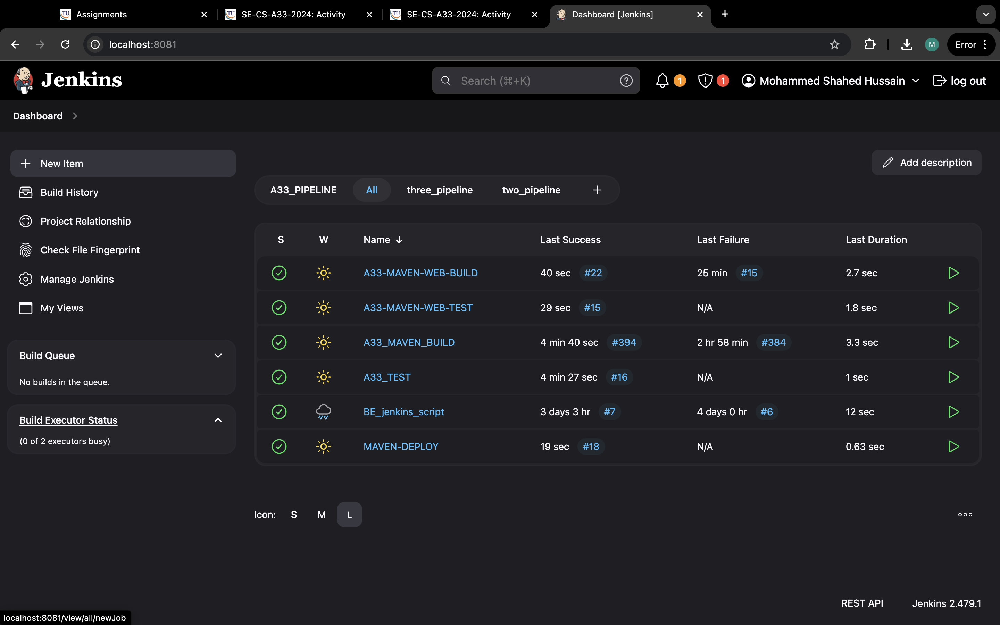 Assignments
SE-CS-A33-2024: Activity
SE-CS-A33-2024: Activity
Dashboard [Jenkins]
localhost:8081
M
Error
Jenkins
Search (⌘+K)
1
1
Mohammed Shahed Hussain
log out
Dashboard
New Item
Build History
Project Relationship
Check File Fingerprint
Manage Jenkins
My Views
Build Queue
No builds in the queue.
Build Executor Status
(0 of 2 executors busy)
Add description
A33_PIPELINE All three_pipeline two_pipeline +
S W Name ↓ Last Success Last Failure Last Duration
A33-MAVEN-WEB-BUILD 40 sec #22 25 min #15 2.7 sec
A33-MAVEN-WEB-TEST 29 sec #15 N/A 1.8 sec
A33_MAVEN_BUILD 4 min 40 sec #394 2 hr 58 min #384 3.3 sec
A33_TEST 4 min 27 sec #16 N/A 1 sec
BE_jenkins_script 3 days 3 hr #7 4 days 0 hr #6 12 sec
MAVEN-DEPLOY 19 sec #18 N/A 0.63 sec
Icon: S M L
REST API Jenkins 2.479.1
localhost:8081/view/all/newJob